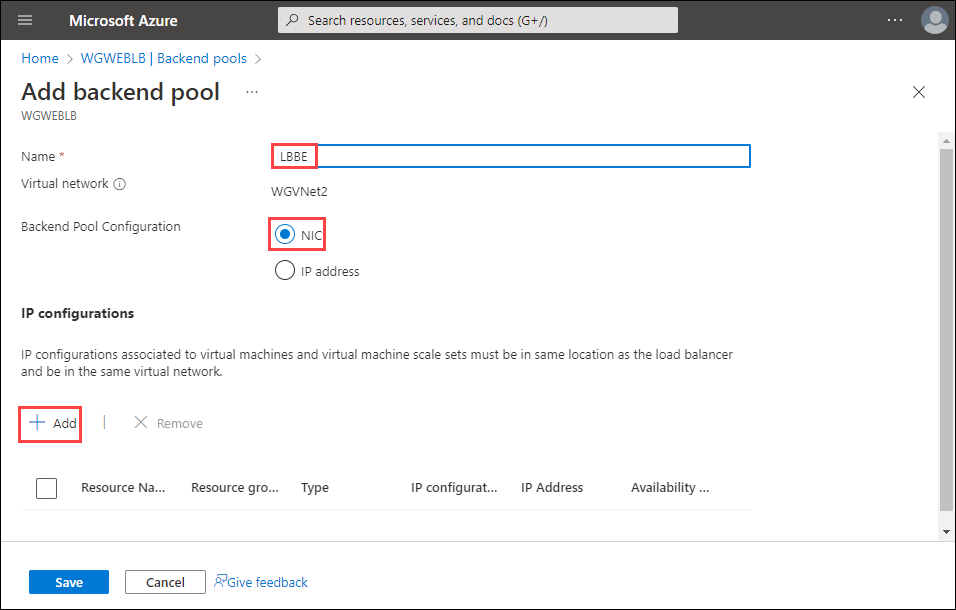 Microsoft Azure
Search resources, services, and docs (G+/)
...
Home > WGWEBLB | Backend pools >
Add backend pool ...
WGWEBLB
Name *
LBBE
Virtual network
WGVNet2
Backend Pool Configuration
NIC
IP address
IP configurations
IP configurations associated to virtual machines and virtual machine scale sets must be in same location as the load balancer
and be in the same virtual network.
+ Add | Remove
Resource Na... Resource gro... Type IP configurat... IP Address Availability ...
Save Cancel Give feedback